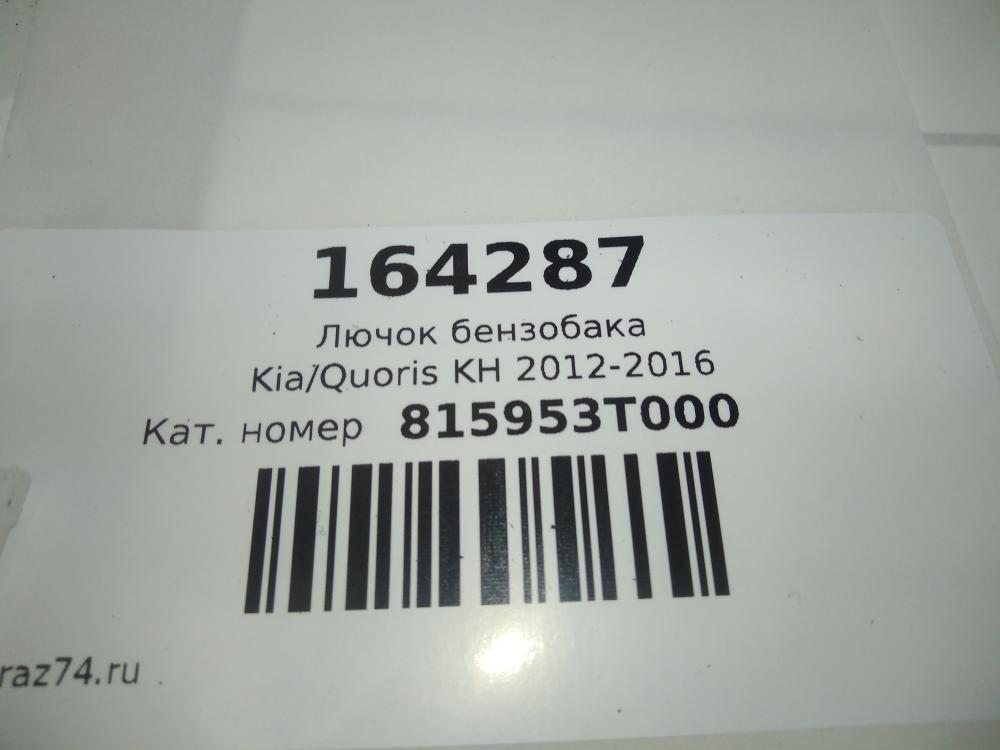 164287
Лючок бензобака
Kia/Quoris KH 2012-2016
Кат. номер 815953T000
raz74.ru